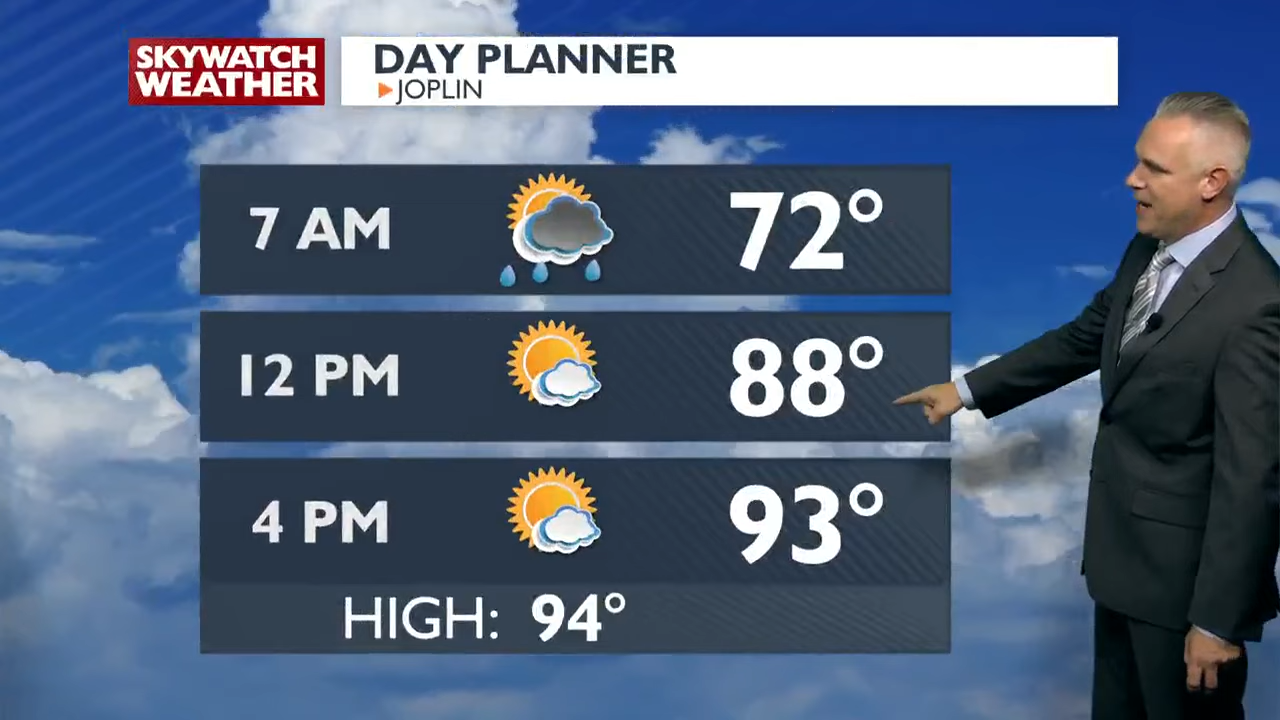 SKYWATCH
WEATHER
DAY PLANNER
JOPLIN
7 AM 72°
12 PM 88°
4 PM 93°
HIGH: 94°